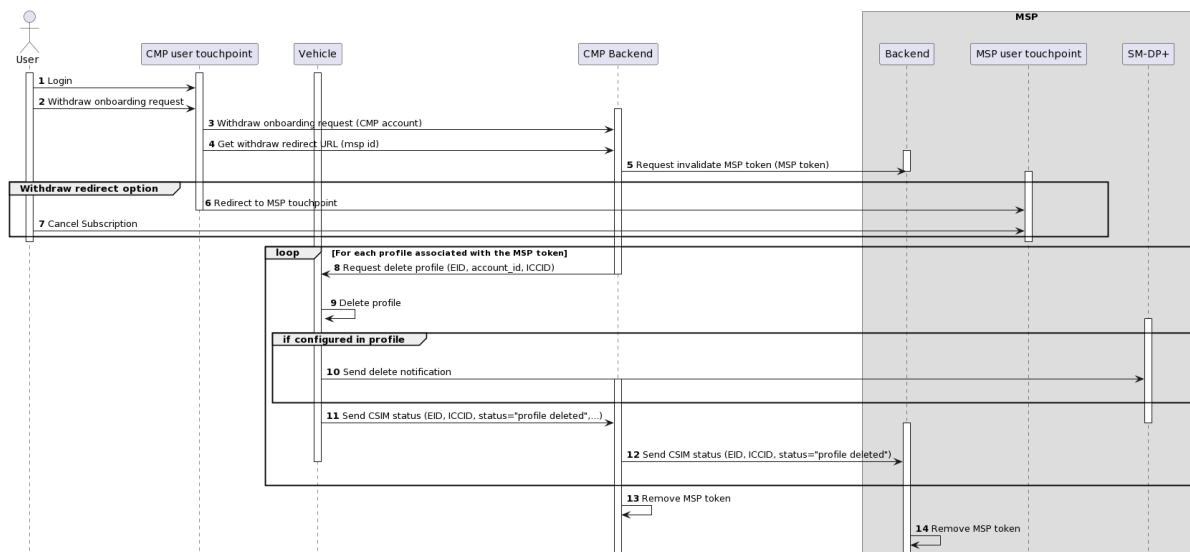 MSP
User
CMP user touchpoint
Vehicle
CMP Backend
Backend
MSP user touchpoint
SM-DP+
1 Login
2 Withdraw onboarding request
3 Withdraw onboarding request (CMP account)
4 Get withdraw redirect URL (msp id)
5 Request invalidate MSP token (MSP token)
Withdraw redirect option
6 Redirect to MSP touchpoint
7 Cancel Subscription
loop [For each profile associated with the MSP token]
8 Request delete profile (EID, account_id, ICCID)
9 Delete profile
if configured in profile
10 Send delete notification
11 Send CSIM status (EID, ICCID, status="profile deleted",...)
12 Send CSIM status (EID, ICCID, status="profile deleted")
13 Remove MSP token
14 Remove MSP token